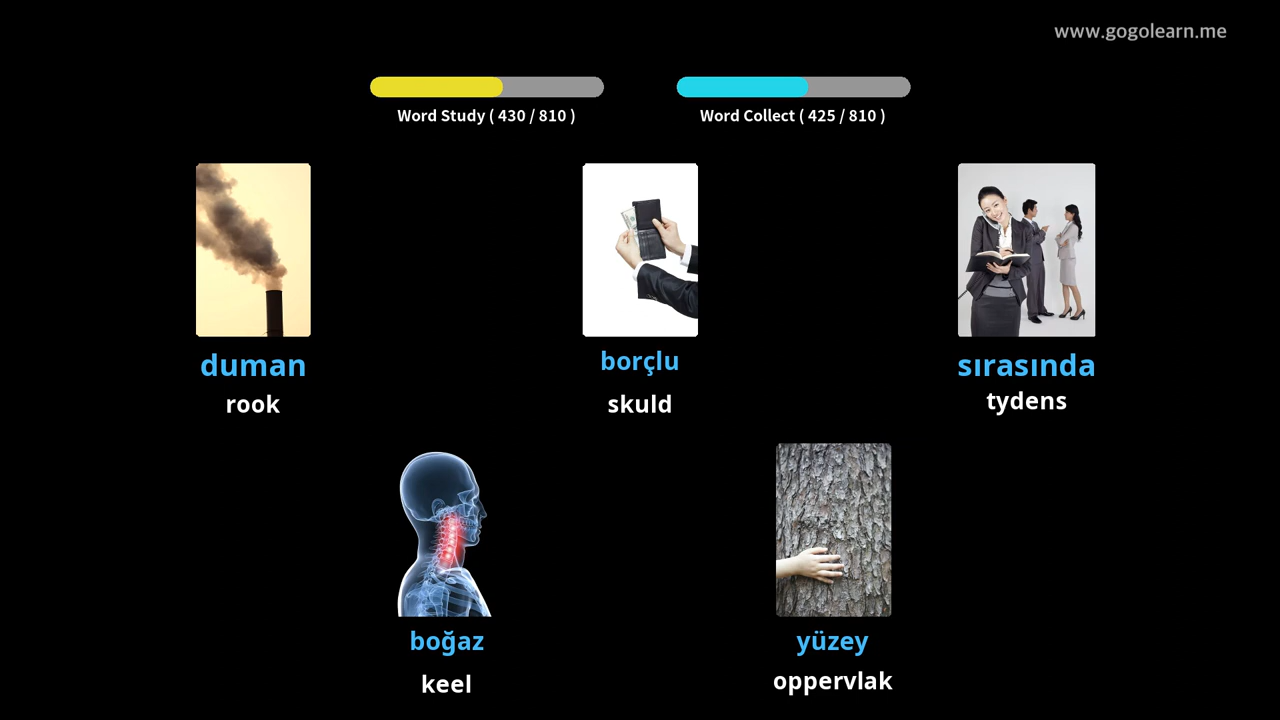 www.gogolearn.me
Word Study ( 430 / 810 )
Word Collect ( 425 / 810 )
duman
rook
borçlu
skuld
sırasında
tydens
boğaz
keel
yüzey
oppervlak